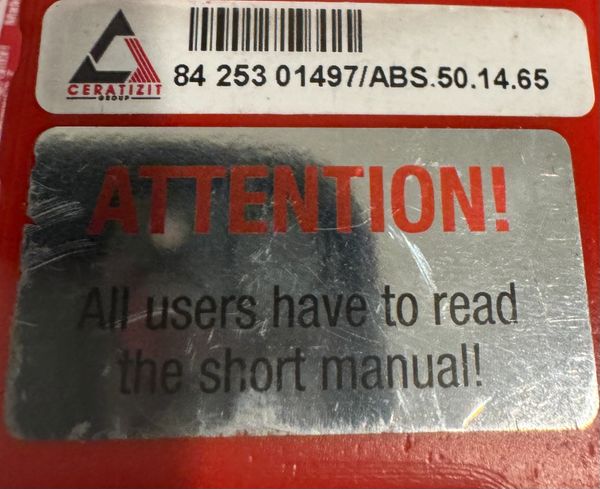 CERATIZIT
GROUP
84 253 01497/ABS.50.14.65
ATTENTION!
All users have to read
the short manual!